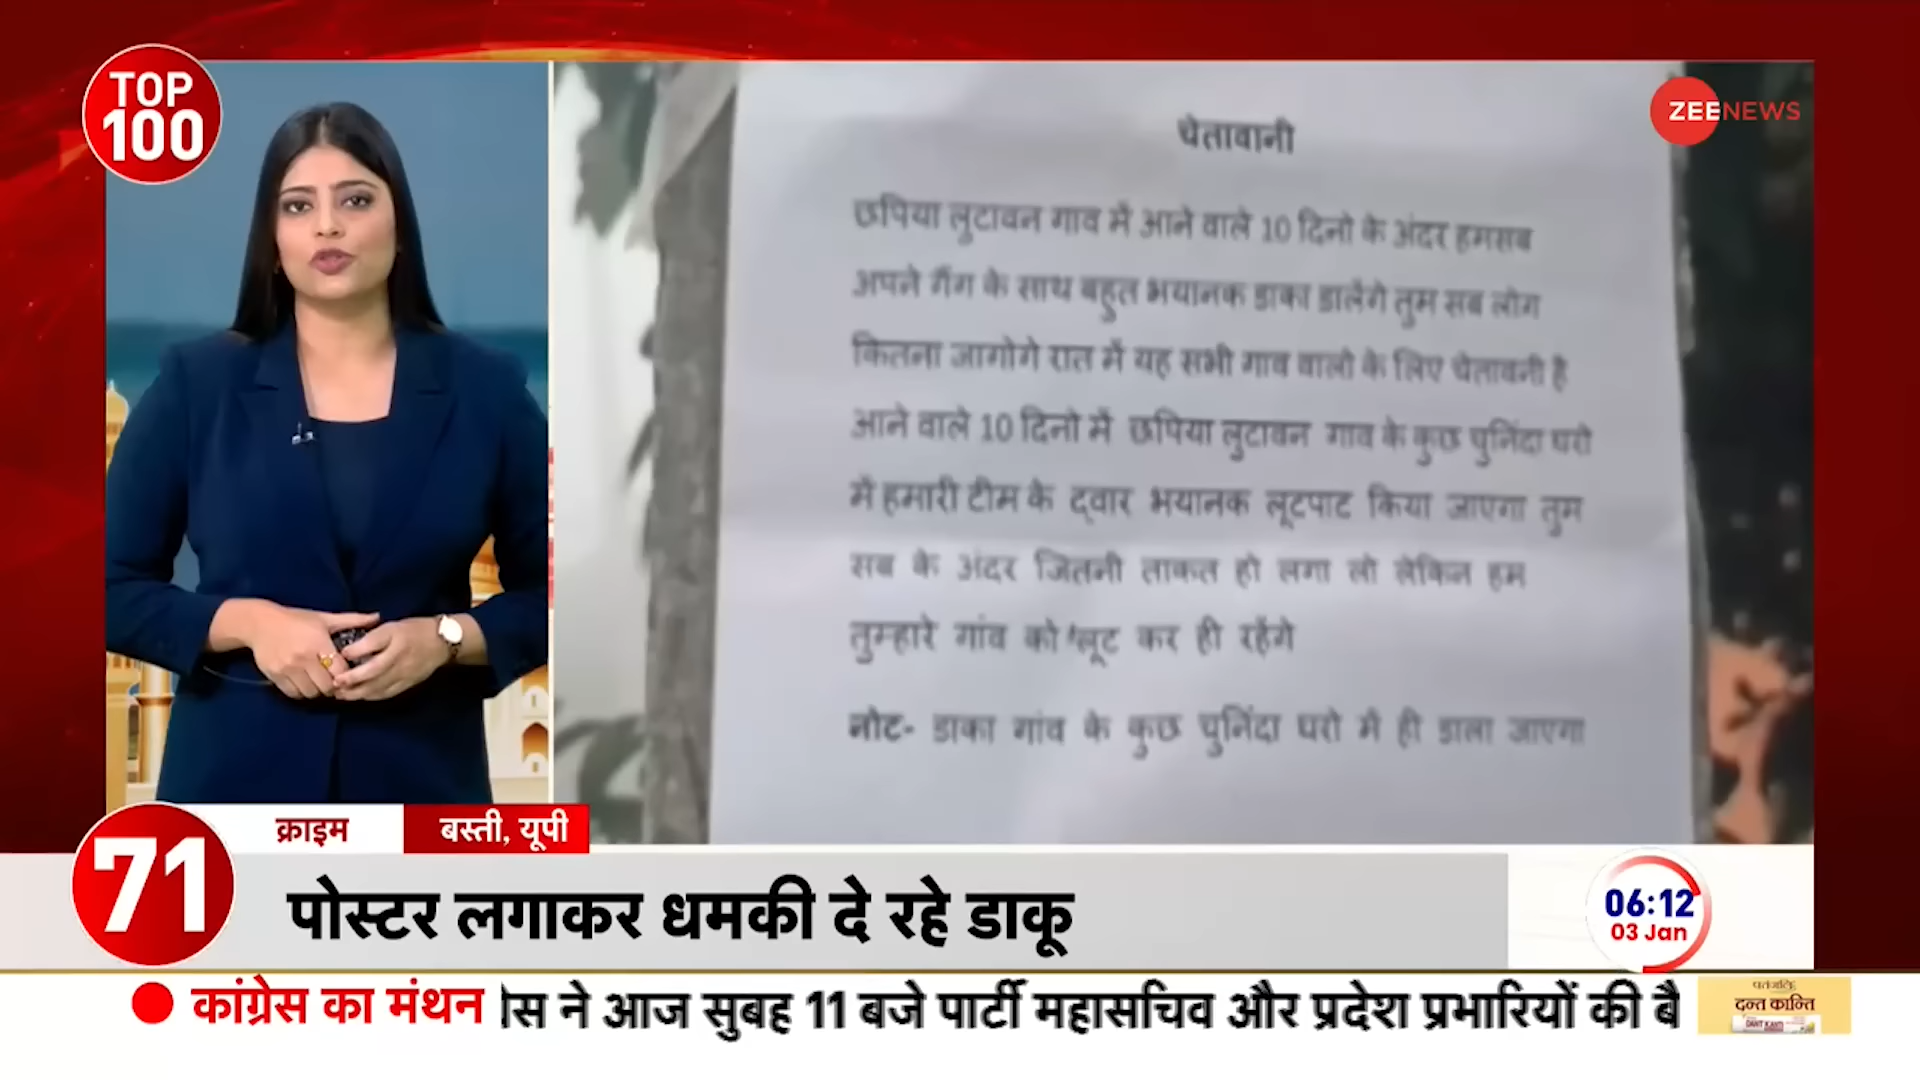 TOP
100
ZEENEWS
चेतावानी
छपिया लुटावन गाव में आने वाले 10 दिनो के अंदर हमसब
अपने गैंग के साथ बहुत भयानक डाका डालेंगे तुम सब लोग
कितना जागोगे रात में यह सभी गाव वालो के लिए चेतावनी है
आने वाले 10 दिनो में छपिया लुटावन गाव के कुछ चुनिंदा घरो
में हमारी टीम के द्वार भयानक लूटपाट किया जाएगा तुम
सब के अंदर जितनी ताकत हो लगा लो लेकिन हम
तुम्हारे गांव को लूट कर ही रहेंगे
नोट- डाका गांव के कुछ चुनिंदा घरो में ही डाला जाएगा
71
क्राइम
बस्ती, यूपी
पोस्टर लगाकर धमकी दे रहे डाकू
06:12
03 Jan
कांग्रेस का मंथन
ेस ने आज सुबह 11 बजे पार्टी महासचिव और प्रदेश प्रभारियों की बै
पतंजलि
दन्त कान्ति
DANT KANTI